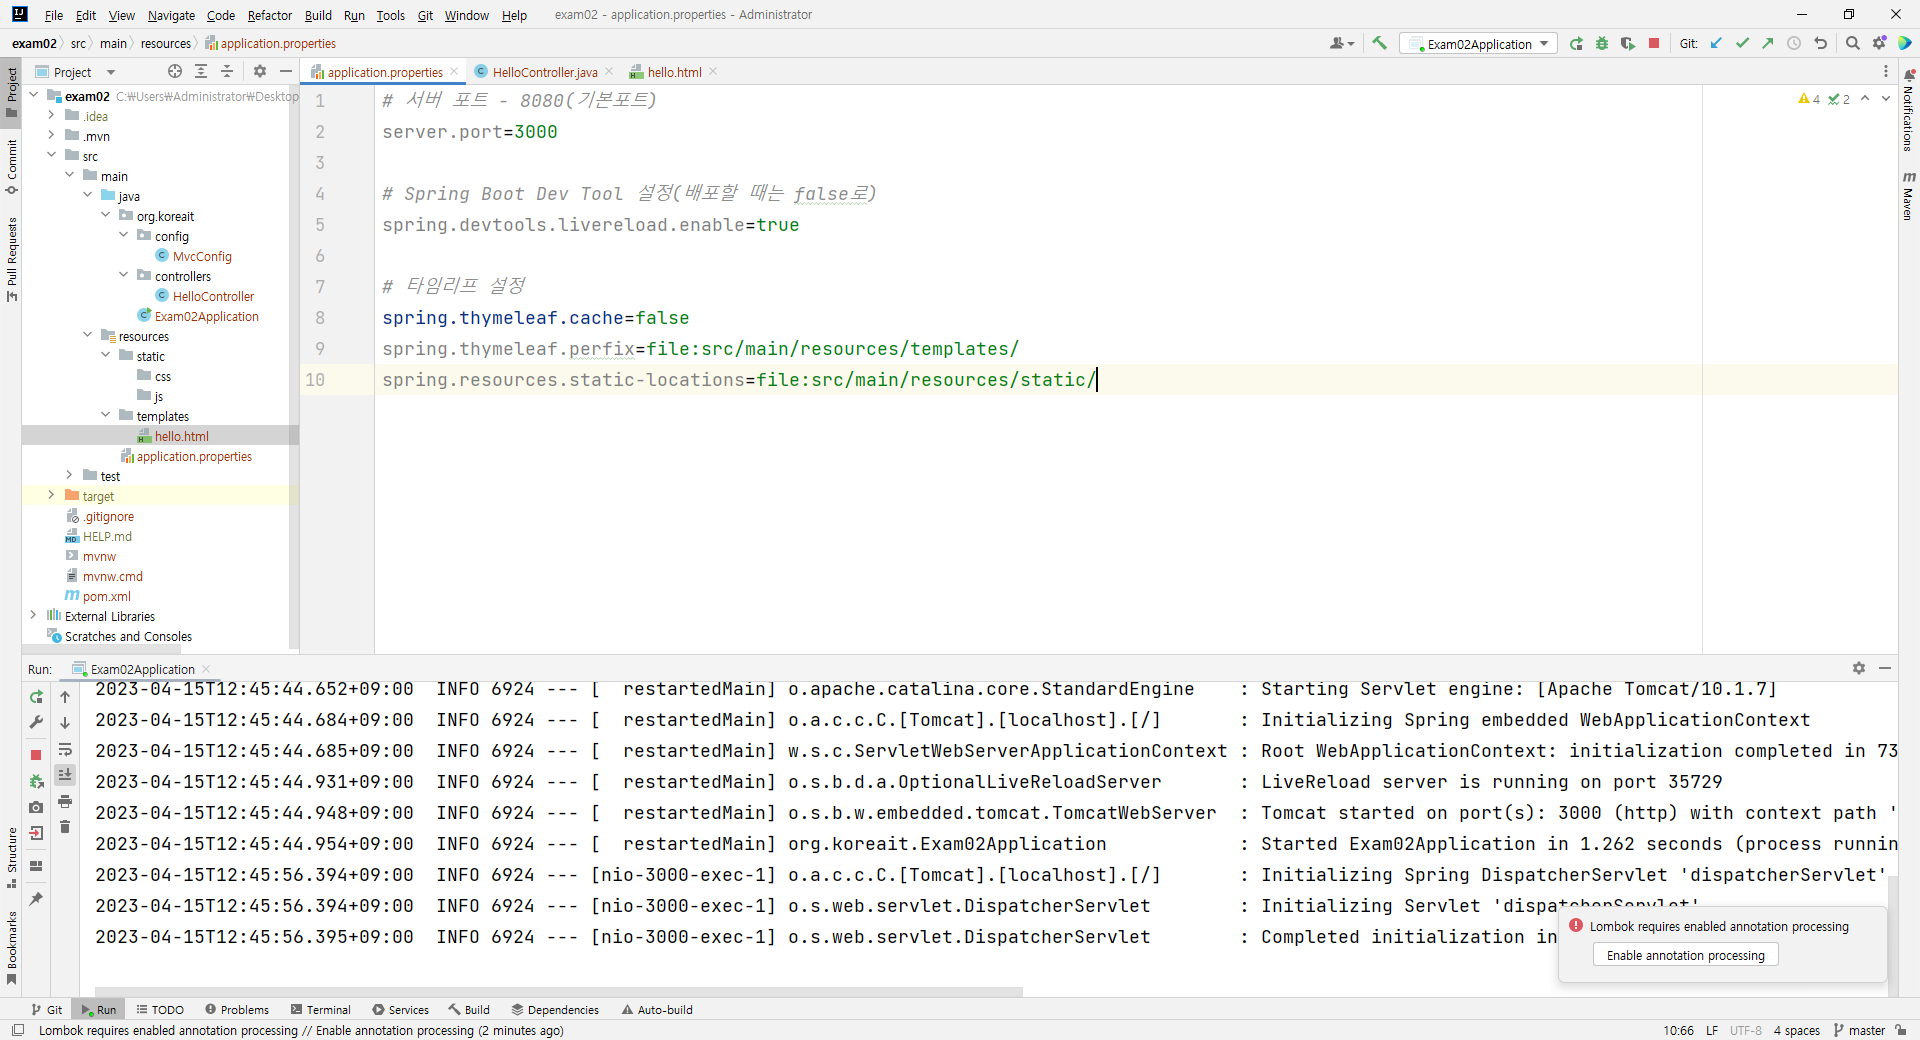 File Edit View Navigate Code Refactor Build Run Tools Git Window Help exam02 - application.properties - Administrator
exam02 src main resources application.properties
Exam02Application
Git:
Project
application.properties
HelloController.java
hello.html
exam02 C:₩Users₩Administrator₩Desktop
.idea
.mvn
src
main
java
org.koreait
config
MvcConfig
controllers
HelloController
Exam02Application
resources
static
css
js
templates
hello.html
application.properties
test
target
.gitignore
HELP.md
mvnw
mvnw.cmd
pom.xml
External Libraries
Scratches and Consoles
Project
Commit
Pull Requests
1 # 서버 포트 - 8080(기본포트)
2 server.port=3000
3
4 # Spring Boot Dev Tool 설정(배포할 때는 false로)
5 spring.devtools.livereload.enable=true
6
7 # 타임리프 설정
8 spring.thymeleaf.cache=false
9 spring.thymeleaf.perfix=file:src/main/resources/templates/
10 spring.resources.static-locations=file:src/main/resources/static/
4 2
Notifications
Maven
Run: Exam02Application
2023-04-15T12:45:44.652+09:00 INFO 6924 --- [ restartedMain] o.apache.catalina.core.StandardEngine : Starting Servlet engine: [Apache Tomcat/10.1.7]
2023-04-15T12:45:44.684+09:00 INFO 6924 --- [ restartedMain] o.a.c.c.C.[Tomcat].[localhost].[/] : Initializing Spring embedded WebApplicationContext
2023-04-15T12:45:44.685+09:00 INFO 6924 --- [ restartedMain] w.s.c.ServletWebServerApplicationContext : Root WebApplicationContext: initialization completed in 73
2023-04-15T12:45:44.931+09:00 INFO 6924 --- [ restartedMain] o.s.b.d.a.OptionalLiveReloadServer : LiveReload server is running on port 35729
2023-04-15T12:45:44.948+09:00 INFO 6924 --- [ restartedMain] o.s.b.w.embedded.tomcat.TomcatWebServer : Tomcat started on port(s): 3000 (http) with context path '
2023-04-15T12:45:44.954+09:00 INFO 6924 --- [ restartedMain] org.koreait.Exam02Application : Started Exam02Application in 1.262 seconds (process runnin
2023-04-15T12:45:56.394+09:00 INFO 6924 --- [nio-3000-exec-1] o.a.c.c.C.[Tomcat].[localhost].[/] : Initializing Spring DispatcherServlet 'dispatcherServlet'
2023-04-15T12:45:56.394+09:00 INFO 6924 --- [nio-3000-exec-1] o.s.web.servlet.DispatcherServlet : Initializing Servlet 'dispatcherServlet'
2023-04-15T12:45:56.395+09:00 INFO 6924 --- [nio-3000-exec-1] o.s.web.servlet.DispatcherServlet : Completed initialization in
Lombok requires enabled annotation processing
Enable annotation processing
Structure
Bookmarks
Git Run TODO Problems Terminal Services Build Dependencies Auto-build
Lombok requires enabled annotation processing // Enable annotation processing (2 minutes ago)
10:66 LF UTF-8 4 spaces master